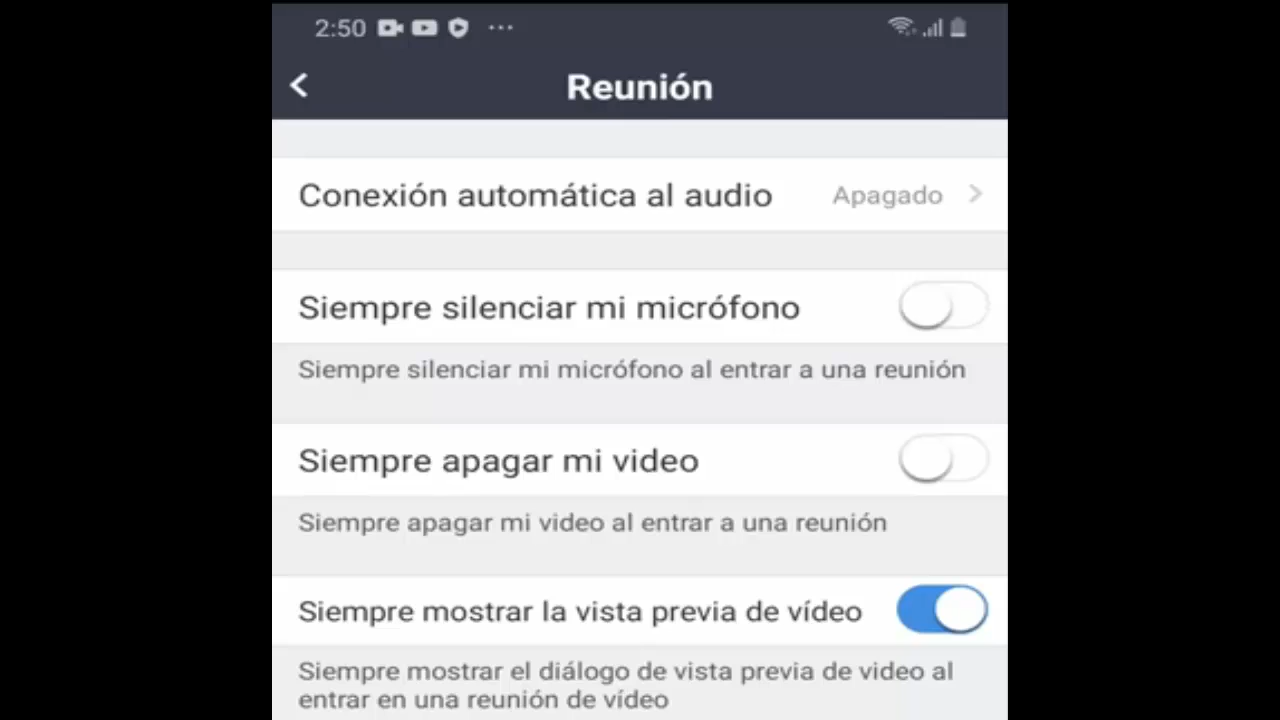 2:50
Reunión
Conexión automática al audio Apagado
Siempre silenciar mi micrófono
Siempre silenciar mi micrófono al entrar a una reunión
Siempre apagar mi video
Siempre apagar mi video al entrar a una reunión
Siempre mostrar la vista previa de vídeo
Siempre mostrar el diálogo de vista previa de video al
entrar en una reunión de vídeo